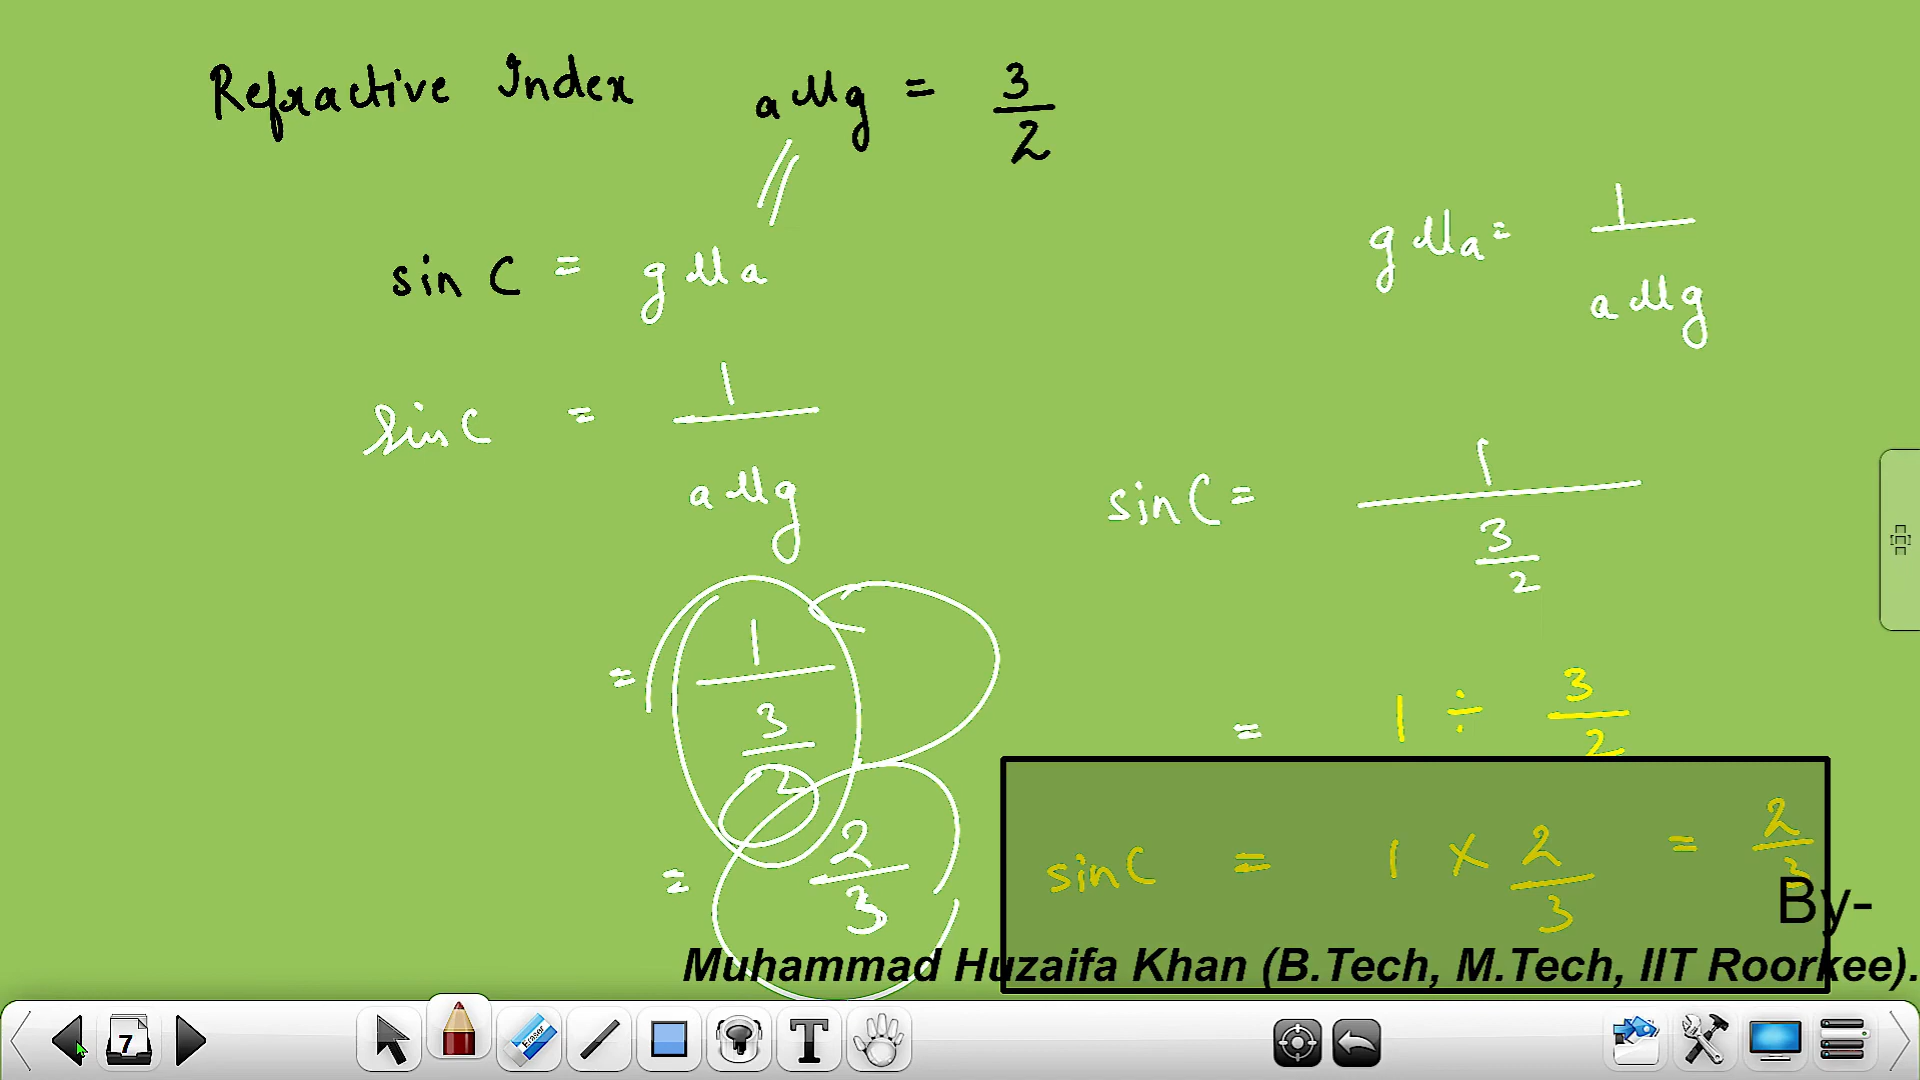 Refractive Index aμg = 3/2
sin C = gμa
gμa = 1/aμg
sin C = 1/aμg
sin C = 1/(3/2)
= 1/(3/2)
= 1 ÷ 3/2
= 2/3
sin C = 1 × 2/3 = 2/3
By-
Muhammad Huzaifa Khan (B.Tech, M.Tech, IIT Roorkee).
7
Eraser
T